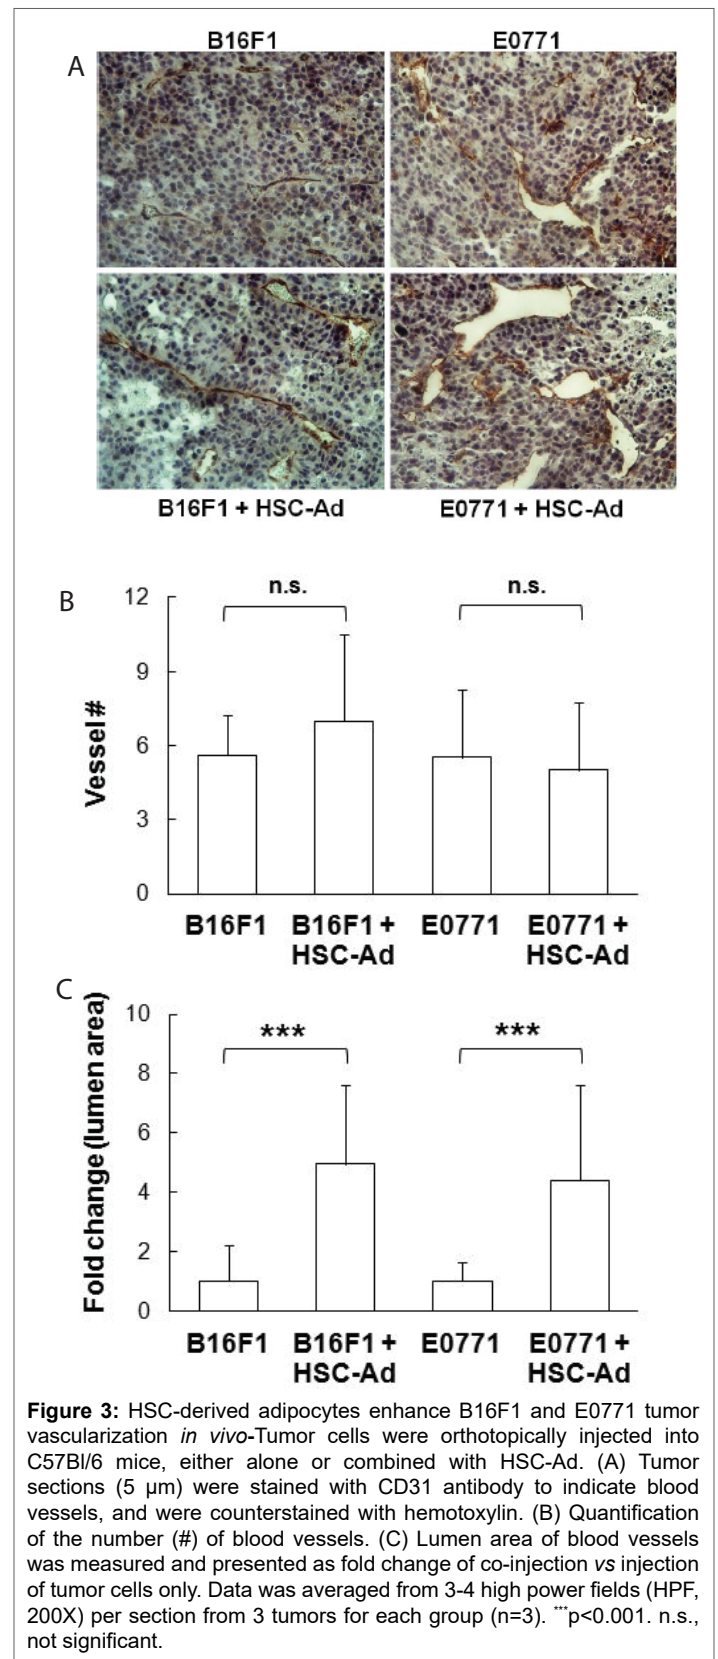 B16F1 E0771
A
B16F1 + HSC-Ad E0771 + HSC-Ad
B
n.s. n.s.
12
9
6
3
0
Vessel #
B16F1 B16F1 + HSC-Ad E0771 E0771 + HSC-Ad
C
*** ***
10
8
6
4
2
0
Fold change (lumen area)
B16F1 B16F1 + HSC-Ad E0771 E0771 + HSC-Ad
Figure 3: HSC-derived adipocytes enhance B16F1 and E0771 tumor
vascularization in vivo-Tumor cells were orthotopically injected into
C57Bl/6 mice, either alone or combined with HSC-Ad. (A) Tumor
sections (5 µm) were stained with CD31 antibody to indicate blood
vessels, and were counterstained with hemotoxylin. (B) Quantification
of the number (#) of blood vessels. (C) Lumen area of blood vessels
was measured and presented as fold change of co-injection vs injection
of tumor cells only. Data was averaged from 3-4 high power fields (HPF,
200X) per section from 3 tumors for each group (n=3). ***p<0.001. n.s.,
not significant.